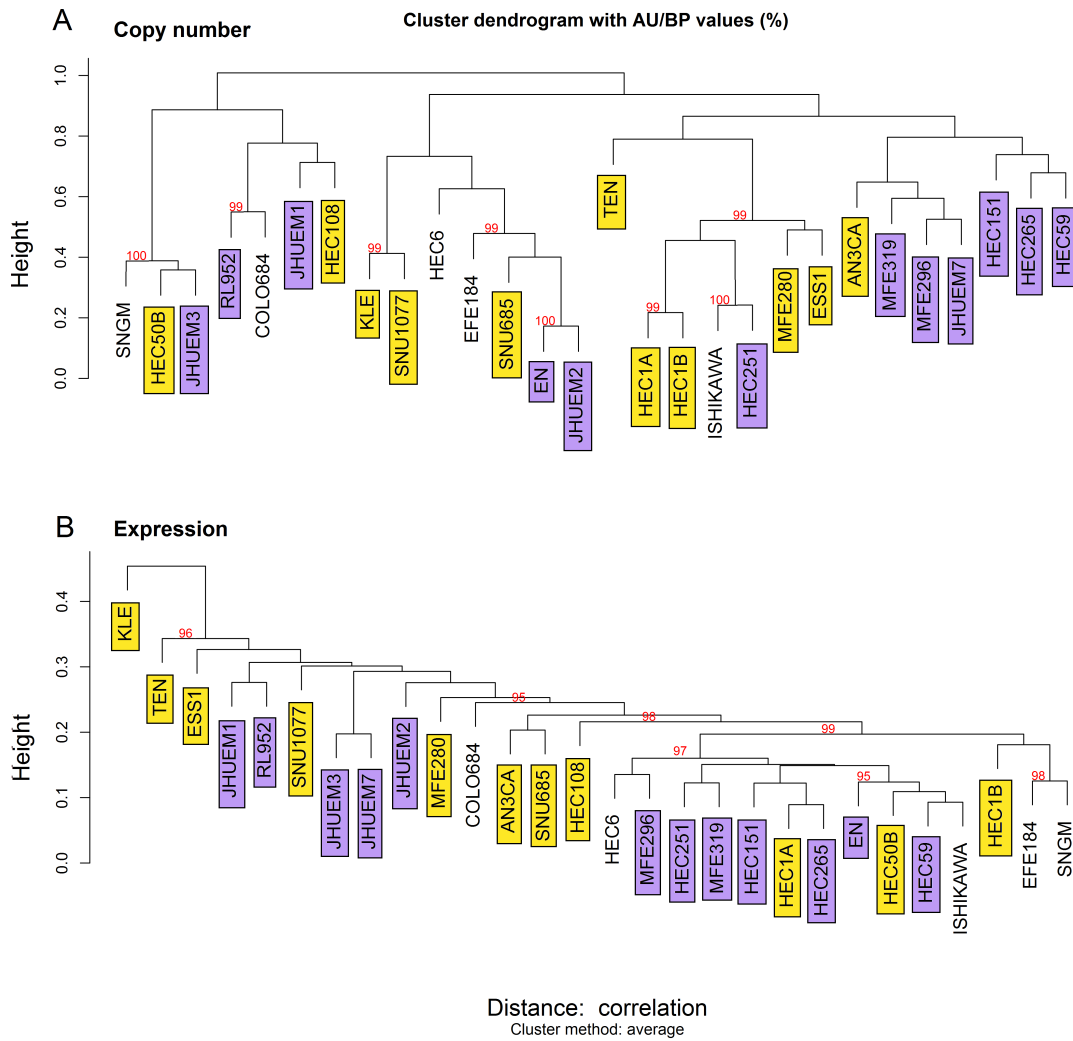 A
Copy number
Cluster dendrogram with AU/BP values (%)
Height
0.0
0.2
0.4
0.6
0.8
1.0
100
99
99
99
99
99
100
100
SNGM
HEC50B
JHUEM3
RL952
COLO684
JHUEM1
HEC108
KLE
SNU1077
HEC6
EFE184
SNU685
EN
JHUEM2
TEN
HEC1A
HEC1B
ISHIKAWA
HEC251
MFE280
ESS1
AN3CA
MFE319
MFE296
JHUEM7
HEC151
HEC265
HEC59
B
Expression
Height
0.0
0.1
0.2
0.3
0.4
96
95
98
99
97
95
98
KLE
TEN
ESS1
JHUEM1
RL952
SNU1077
JHUEM3
JHUEM7
JHUEM2
MFE280
COLO684
AN3CA
SNU685
HEC108
HEC6
MFE296
HEC251
MFE319
HEC151
HEC1A
HEC265
EN
HEC50B
HEC59
ISHIKAWA
HEC1B
EFE184
SNGM
Distance: correlation
Cluster method: average